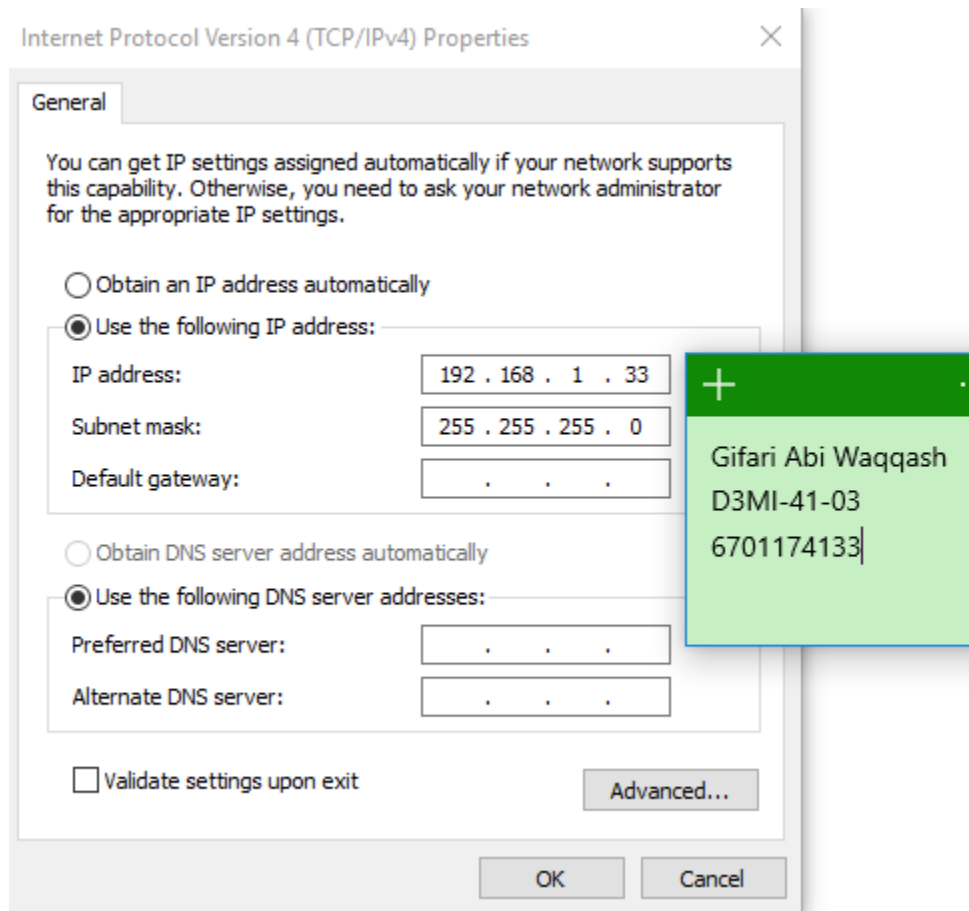 Internet Protocol Version 4 (TCP/IPv4) Properties
General
You can get IP settings assigned automatically if your network supports
this capability. Otherwise, you need to ask your network administrator
for the appropriate IP settings.
Obtain an IP address automatically
Use the following IP address:
IP address: 192 . 168 . 1 . 33
Subnet mask: 255 . 255 . 255 . 0
Default gateway: . . .
Obtain DNS server address automatically
Use the following DNS server addresses:
Preferred DNS server: . . .
Alternate DNS server: . . .
Validate settings upon exit
Advanced...
OK Cancel
Gifari Abi Waqqash
D3MI-41-03
6701174133